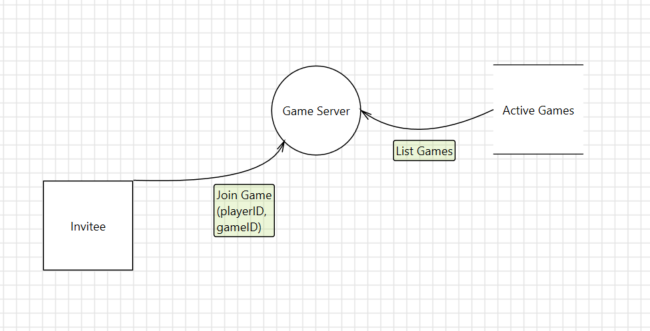 Game Server
Active Games
List Games
Join Game
(playerID,
gameID)
Invitee